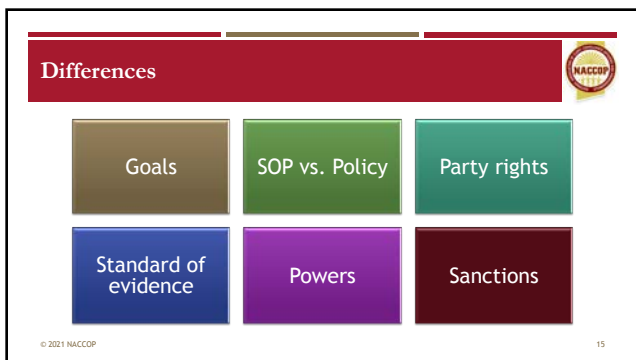 Differences
NACCOP
Goals
SOP vs. Policy
Party rights
Standard of
evidence
Powers
Sanctions
© 2021 NACCOP
15